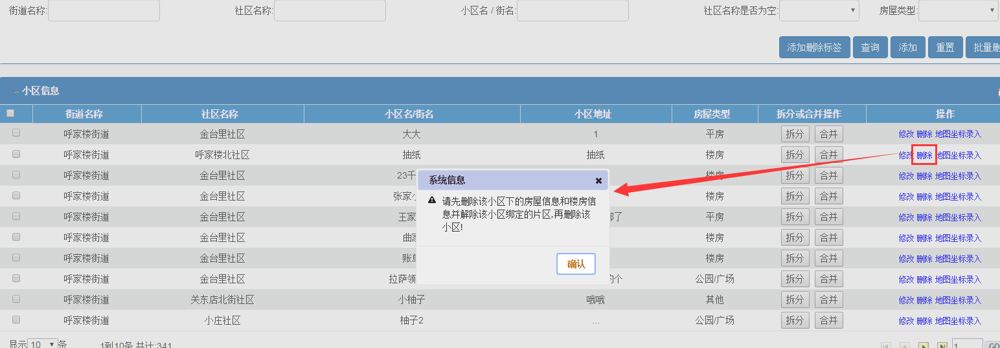 街道名称: 社区名称: 小区名 / 街名: 社区名称是否为空: 房屋类型:
添加删除标签 查询 添加 重置 批量删
小区信息
街道名称 社区名称 小区名/街名 小区地址 房屋类型 拆分或合并操作 操作
呼家楼街道 金台里社区 大大 1 平房 拆分 合并 修改 删除 地图坐标录入
呼家楼街道 呼家楼北社区 抽纸 抽纸 楼房 拆分 合并 修改 删除 地图坐标录入
呼家楼街道 金台里社区 23千 楼房 拆分 合并 修改 删除 地图坐标录入
系统信息
呼家楼街道 金台里社区 张家 楼房 拆分 合并 修改 删除 地图坐标录入
请先删除该小区下的房屋信息和楼房信
息并解除该小区绑定的片区,再删除该
小区!
呼家楼街道 金台里社区 王家 了 平房 拆分 合并 修改 删除 地图坐标录入
呼家楼街道 金台里社区 曲 楼房 拆分 合并 修改 删除 地图坐标录入
呼家楼街道 金台里社区 账 楼房 拆分 合并 修改 删除 地图坐标录入
确认
呼家楼街道 金台里社区 拉萨领 个 公园/广场 拆分 合并 修改 删除 地图坐标录入
呼家楼街道 关东店北街社区 小柚子 哦哦 其他 拆分 合并 修改 删除 地图坐标录入
呼家楼街道 小庄社区 柚子2 ... 公园/广场 拆分 合并 修改 删除 地图坐标录入
显示 10 条 1到10条 共计:341 1 GO